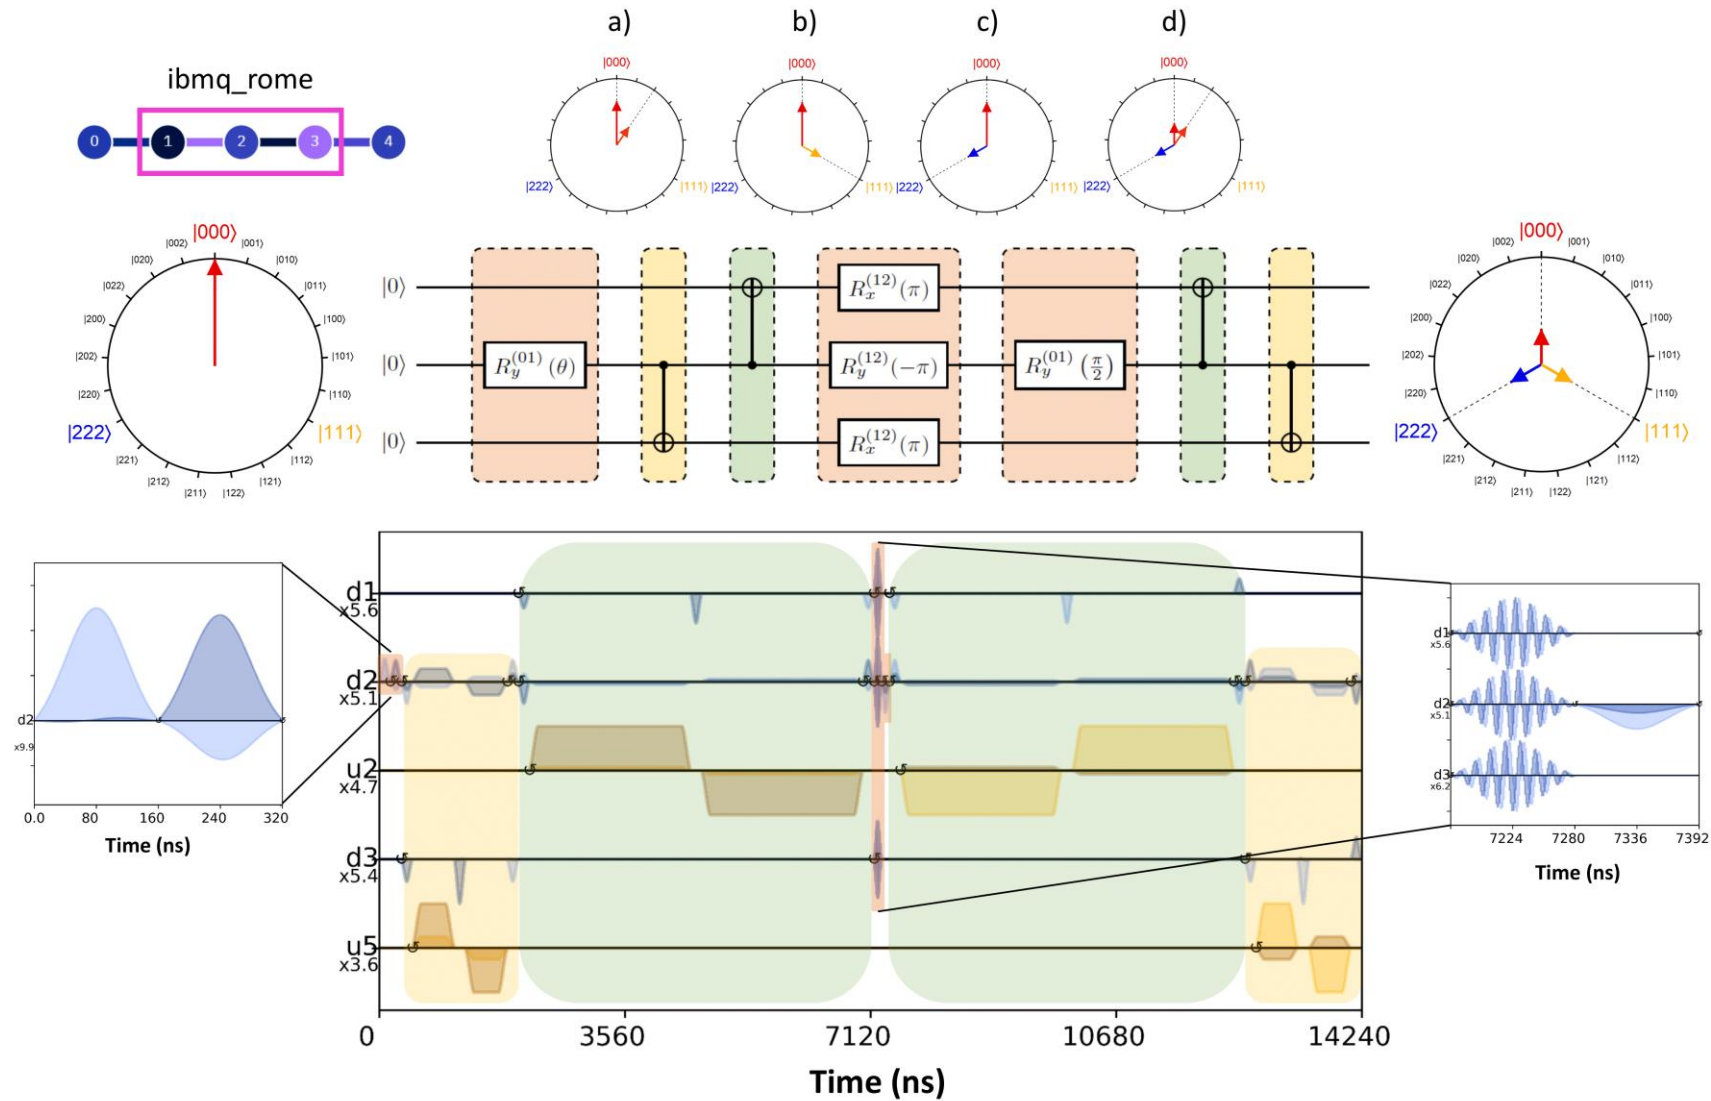 a)
b)
c)
d)
ibmq_rome
0
1
2
3
4
|000⟩
|222⟩
|111⟩
|000⟩
|222⟩
|111⟩
|000⟩
|222⟩
|111⟩
|000⟩
|222⟩
|111⟩
|000⟩
|002⟩
|001⟩
|020⟩
|010⟩
|022⟩
|011⟩
|200⟩
|100⟩
|202⟩
|101⟩
|220⟩
|110⟩
|222⟩
|111⟩
|221⟩
|112⟩
|212⟩
|121⟩
|211⟩
|122⟩
|0⟩
|0⟩
|0⟩
R_y^{(01)}(θ)
R_x^{(12)}(π)
R_y^{(12)}(−π)
R_x^{(12)}(π)
R_y^{(01)}(π/2)
|000⟩
|002⟩
|001⟩
|020⟩
|010⟩
|022⟩
|011⟩
|200⟩
|100⟩
|202⟩
|101⟩
|220⟩
|110⟩
|222⟩
|111⟩
|221⟩
|112⟩
|212⟩
|121⟩
|211⟩
|122⟩
d2
x9.9
0.0 80 160 240 320
Time (ns)
d1
x5.6
d2
x5.1
u2
x4.7
d3
x5.4
u5
x3.6
0 3560 7120 10680 14240
Time (ns)
d1
x5.6
d2
x5.1
d3
x6.2
7224 7280 7336 7392
Time (ns)